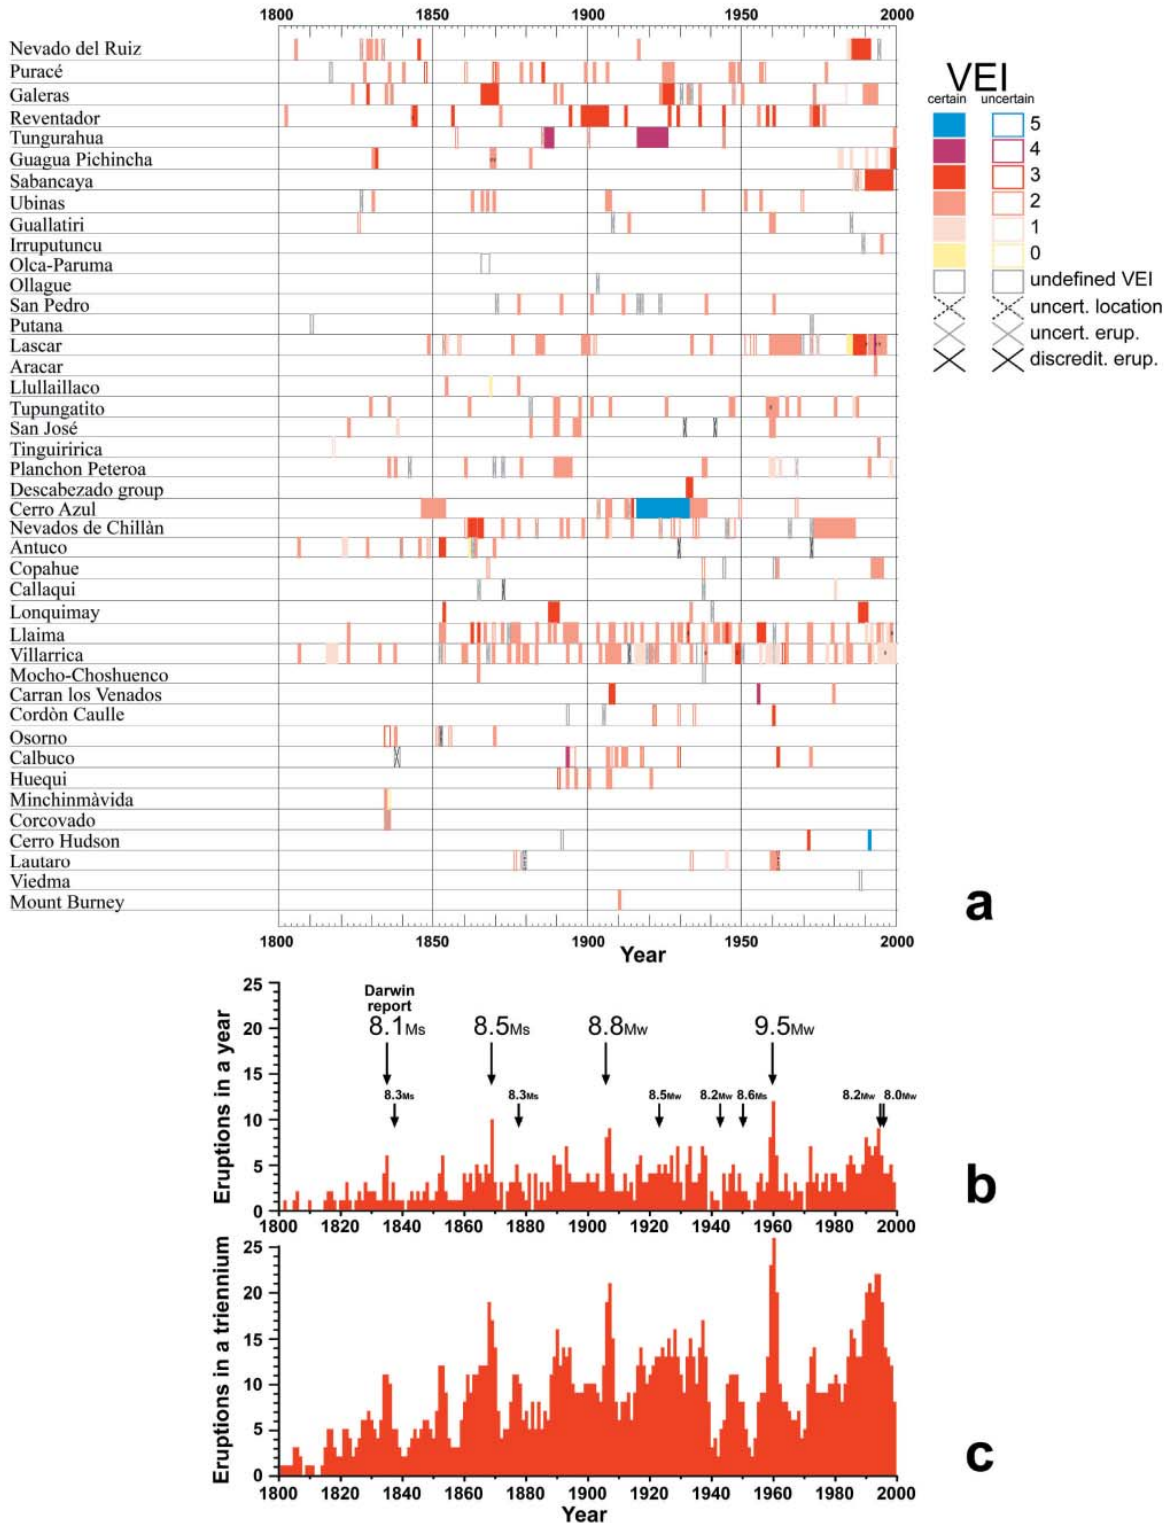 1800 1850 1900 1950 2000
Nevado del Ruiz
Puracé
Galeras
Reventador
Tungurahua
Guagua Pichincha
Sabancaya
Ubinas
Guallatiri
Irruputuncu
Olca-Paruma
Ollague
San Pedro
Putana
Lascar
Aracar
Llullaillaco
Tupungatito
San José
Tinguiririca
Planchon Peteroa
Descabezado group
Cerro Azul
Nevados de Chillàn
Antuco
Copahue
Callaqui
Lonquimay
Llaima
Villarrica
Mocho-Choshuenco
Carran los Venados
Cordòn Caulle
Osorno
Calbuco
Huequi
Minchinmàvida
Corcovado
Cerro Hudson
Lautaro
Viedma
Mount Burney
1800 1850 1900 1950 2000
Year
VEI
certain uncertain
5
4
3
2
1
0
undefined VEI
uncert. location
uncert. erup.
discredit. erup.
a
Eruptions in a year
25
20
15
10
5
0
Darwin
report
8.1Ms 8.5Ms 8.8Mw 9.5Mw
8.3Ms 8.3Ms 8.5Mw 8.2Mw 8.6Ms 8.2Mw 8.0Mw
1800 1820 1840 1860 1880 1900 1920 1940 1960 1980 2000
b
Eruptions in a triennium
25
20
15
10
5
0
1800 1820 1840 1860 1880 1900 1920 1940 1960 1980 2000
Year
c